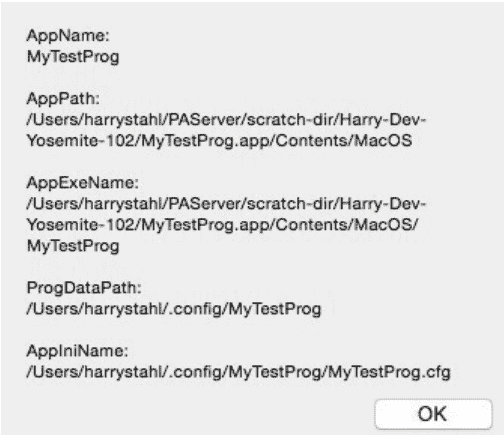 AppName:
MyTestProg
AppPath:
/Users/harrystahl/PAServer/scratch-dir/Harry-Dev-
Yosemite-102/MyTestProg.app/Contents/MacOS
AppExeName:
/Users/harrystahl/PAServer/scratch-dir/Harry-Dev-
Yosemite-102/MyTestProg.app/Contents/MacOS/
MyTestProg
ProgDataPath:
/Users/harrystahl/.config/MyTestProg
AppIniName:
/Users/harrystahl/.config/MyTestProg/MyTestProg.cfg
OK